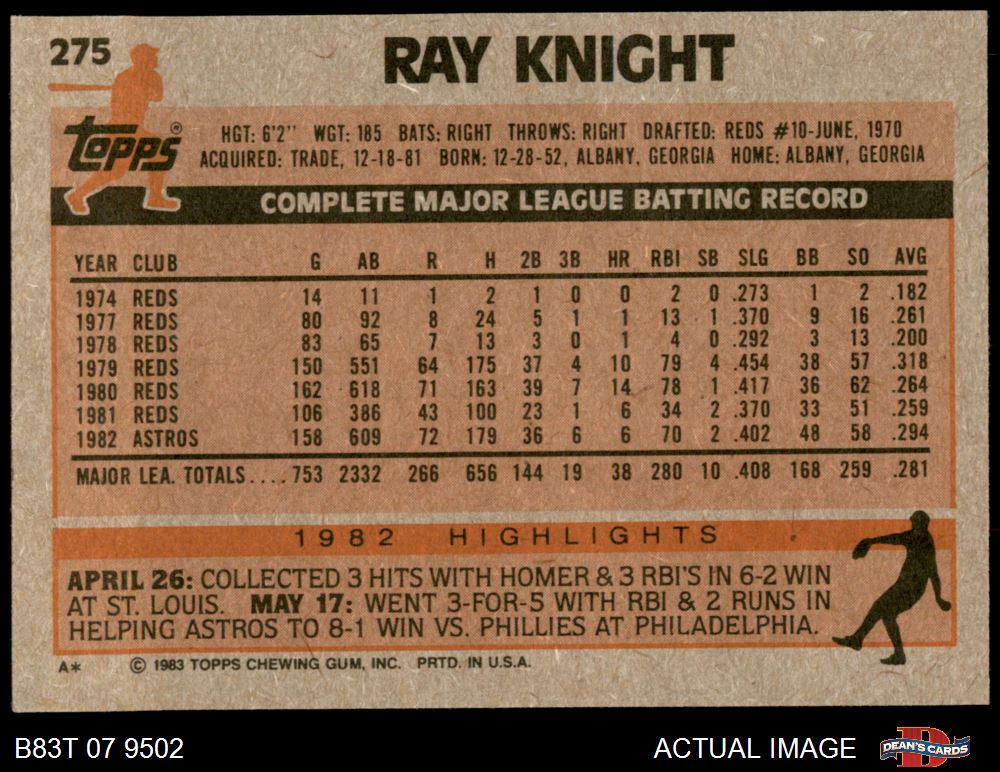 275
RAY KNIGHT
topps®
HGT: 6'2" WGT: 185 BATS: RIGHT THROWS: RIGHT DRAFTED: REDS #10-JUNE, 1970
ACQUIRED: TRADE, 12-18-81 BORN: 12-28-52, ALBANY, GEORGIA HOME: ALBANY, GEORGIA
COMPLETE MAJOR LEAGUE BATTING RECORD
YEAR CLUB G AB R H 2B 3B HR RBI SB SLG BB SO AVG
1974 REDS 14 11 1 2 1 0 0 2 0 .273 1 2 .182
1977 REDS 80 92 8 24 5 1 1 13 1 .370 9 16 .261
1978 REDS 83 65 7 13 3 0 1 4 0 .292 3 13 .200
1979 REDS 150 551 64 175 37 4 10 79 4 .454 38 57 .318
1980 REDS 162 618 71 163 39 7 14 78 1 .417 36 62 .264
1981 REDS 106 386 43 100 23 1 6 34 2 .370 33 51 .259
1982 ASTROS 158 609 72 179 36 6 6 70 2 .402 48 58 .294
MAJOR LEA. TOTALS.... 753 2332 266 656 144 19 38 280 10 .408 168 259 .281
1982 HIGHLIGHTS
APRIL 26: COLLECTED 3 HITS WITH HOMER & 3 RBI'S IN 6-2 WIN
AT ST. LOUIS. MAY 17: WENT 3-FOR-5 WITH RBI & 2 RUNS IN
HELPING ASTROS TO 8-1 WIN VS. PHILLIES AT PHILADELPHIA.
A* © 1983 TOPPS CHEWING GUM, INC. PRTD. IN U.S.A.
B83T 07 9502 ACTUAL IMAGE D DEAN'S CARDS